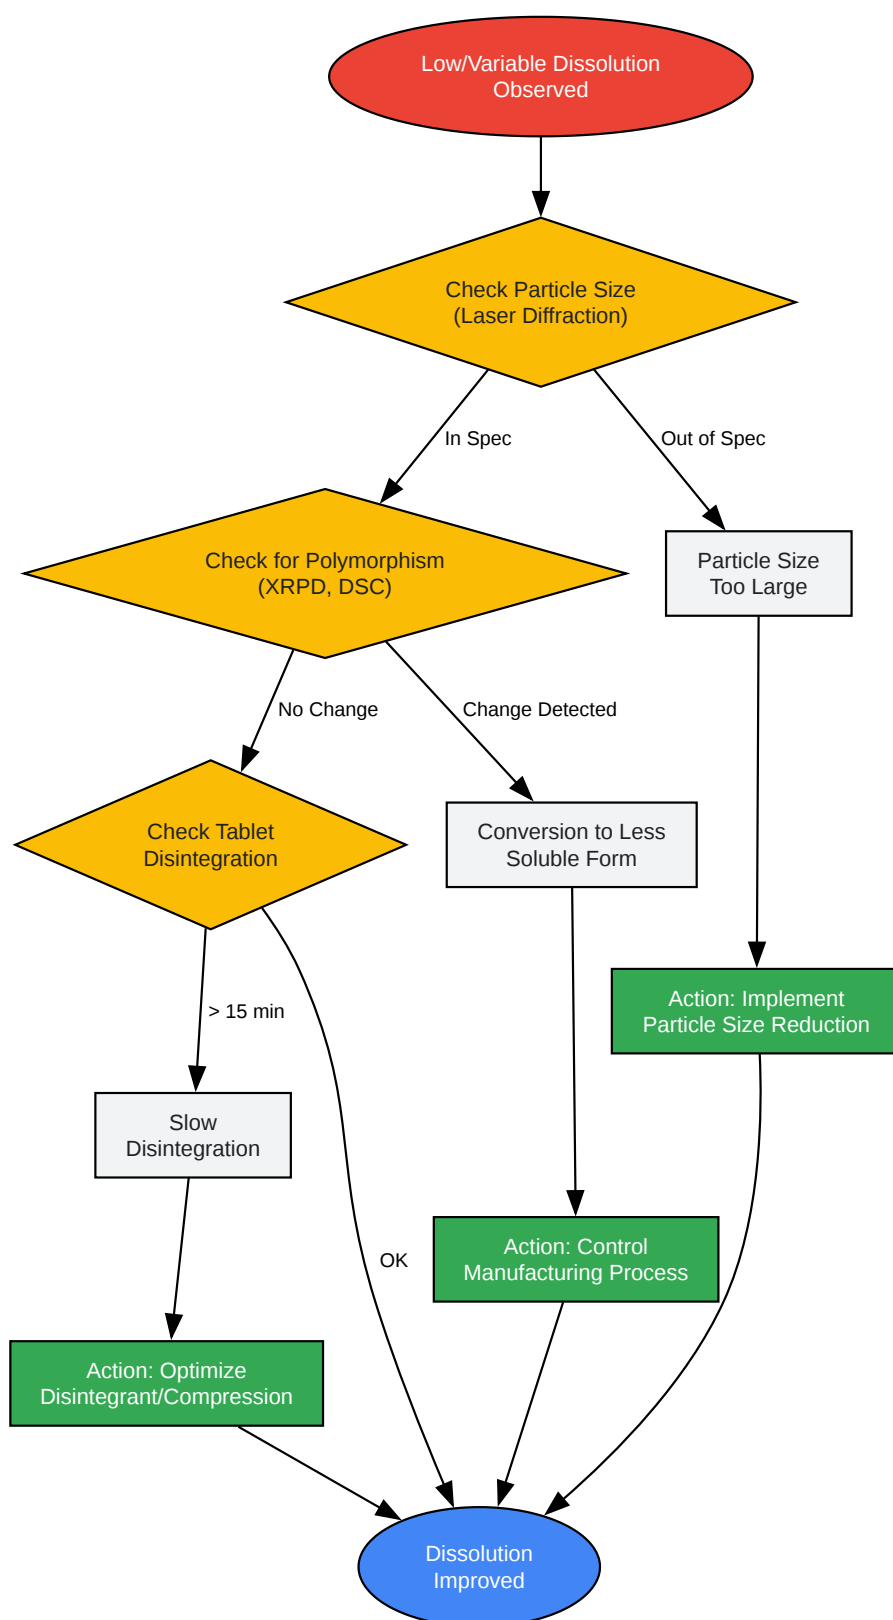 Low/Variable Dissolution
Observed
Check Particle Size
(Laser Diffraction)
In Spec
Out of Spec
Check for Polymorphism
(XRPD, DSC)
Particle Size
Too Large
No Change
Change Detected
Check Tablet
Disintegration
Conversion to Less
Soluble Form
> 15 min
Action: Implement
Particle Size Reduction
Slow
Disintegration
OK
Action: Control
Manufacturing Process
Action: Optimize
Disintegrant/Compression
Dissolution
Improved